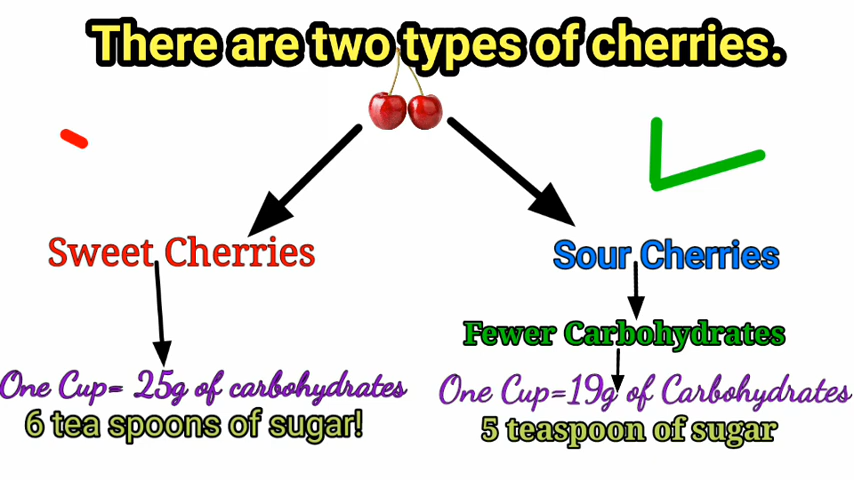 There are two types of cherries.
Sweet Cherries
One Cup= 25g of carbohydrates
6 tea spoons of sugar!
Sour Cherries
Fewer Carbohydrates
One Cup=19g of Carbohydrates
5 teaspoon of sugar